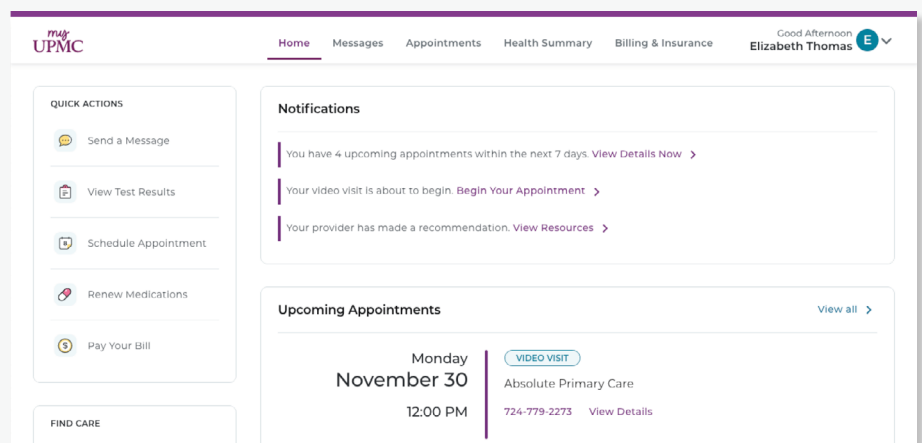 my
UPMC
Home Messages Appointments Health Summary Billing & Insurance
Good Afternoon
Elizabeth Thomas
E
QUICK ACTIONS
Send a Message
View Test Results
Schedule Appointment
Renew Medications
Pay Your Bill
FIND CARE
Notifications
You have 4 upcoming appointments within the next 7 days. View Details Now
Your video visit is about to begin. Begin Your Appointment
Your provider has made a recommendation. View Resources
Upcoming Appointments
View all
Monday
November 30
12:00 PM
VIDEO VISIT
Absolute Primary Care
724-779-2273 View Details